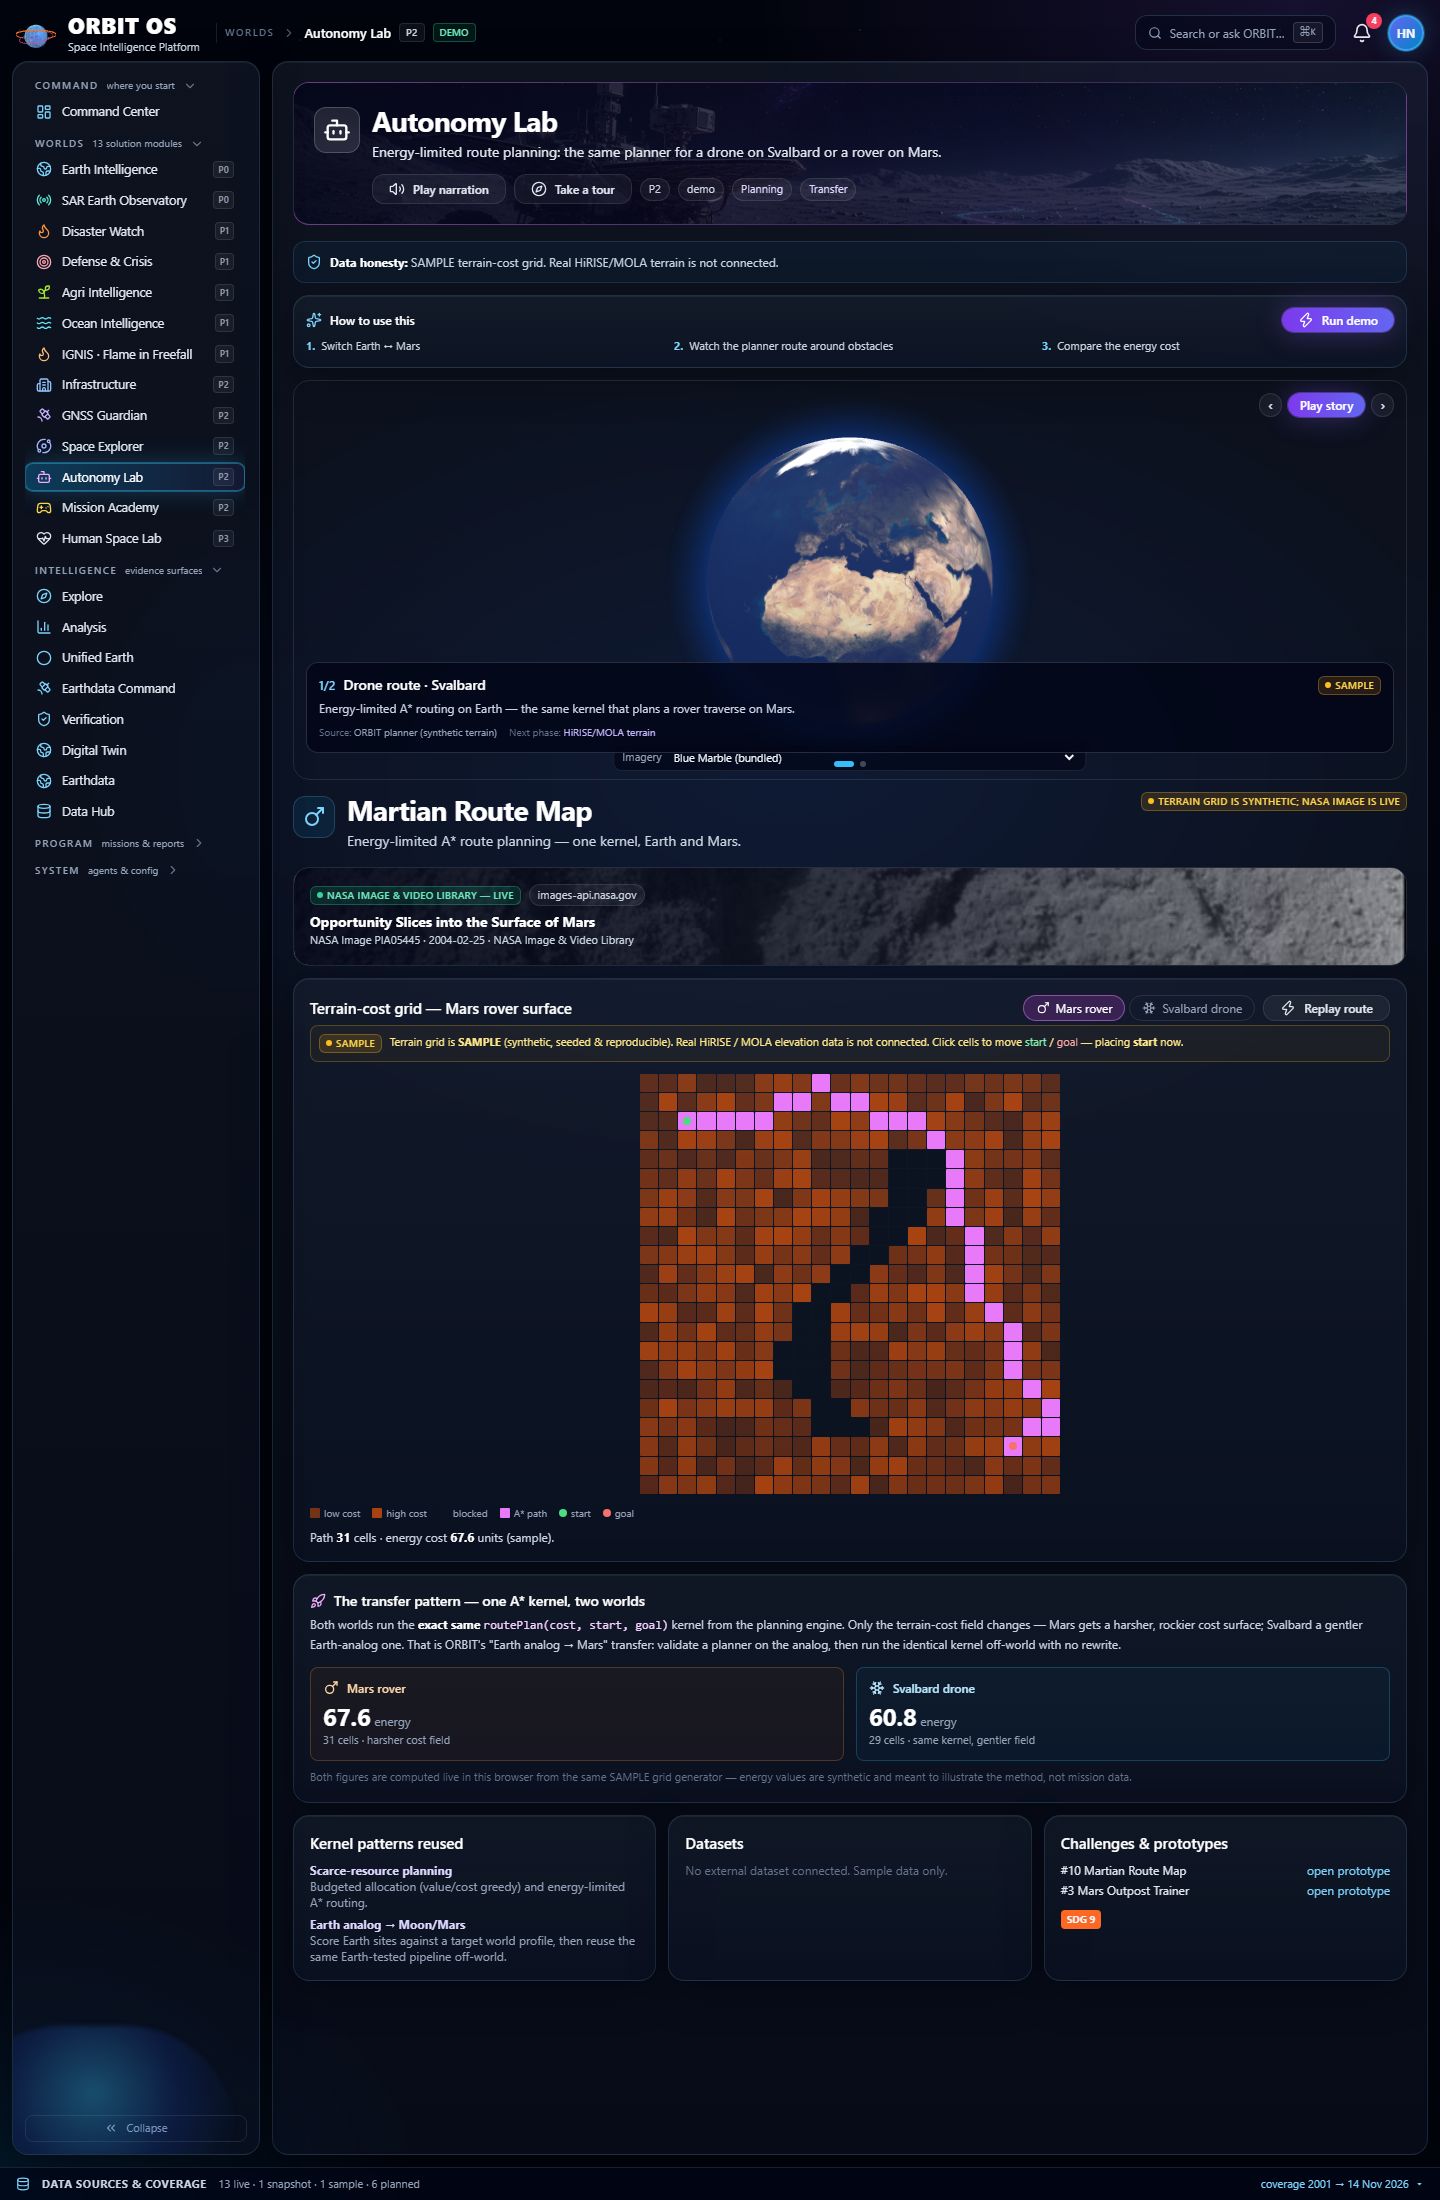 ORBIT OS
Space Intelligence Platform
WORLDS
Autonomy Lab
P2
DEMO
Search or ask ORBIT...
⌘K
4
HN
COMMAND where you start
Command Center
WORLDS 13 solution modules
Earth Intelligence P0
SAR Earth Observatory P0
Disaster Watch P1
Defense & Crisis P1
Agri Intelligence P1
Ocean Intelligence P1
IGNIS · Flame in Freefall P1
Infrastructure P2
GNSS Guardian P2
Space Explorer P2
Autonomy Lab P2
Mission Academy P2
Human Space Lab P3
INTELLIGENCE evidence surfaces
Explore
Analysis
Unified Earth
Earthdata Command
Verification
Digital Twin
Earthdata
Data Hub
PROGRAM missions & reports
SYSTEM agents & config
Collapse
Autonomy Lab
Energy-limited route planning: the same planner for a drone on Svalbard or a rover on Mars.
Play narration
Take a tour
P2
demo
Planning
Transfer
Data honesty: SAMPLE terrain-cost grid. Real HiRISE/MOLA terrain is not connected.
How to use this
Run demo
1. Switch Earth ↔ Mars
2. Watch the planner route around obstacles
3. Compare the energy cost
‹
Play story
›
1/2 Drone route · Svalbard
SAMPLE
Energy-limited A* routing on Earth — the same kernel that plans a rover traverse on Mars.
Source: ORBIT planner (synthetic terrain) Next phase: HiRISE/MOLA terrain
Imagery Blue Marble (bundled)
Martian Route Map
TERRAIN GRID IS SYNTHETIC; NASA IMAGE IS LIVE
Energy-limited A* route planning — one kernel, Earth and Mars.
NASA IMAGE & VIDEO LIBRARY — LIVE
images-api.nasa.gov
Opportunity Slices into the Surface of Mars
NASA Image PIA05445 · 2004-02-25 · NASA Image & Video Library
Terrain-cost grid — Mars rover surface
Mars rover
Svalbard drone
Replay route
SAMPLE
Terrain grid is SAMPLE (synthetic, seeded & reproducible). Real HiRISE / MOLA elevation data is not connected. Click cells to move start / goal — placing start now.
low cost
high cost
blocked
A* path
start
goal
Path 31 cells · energy cost 67.6 units (sample).
The transfer pattern — one A* kernel, two worlds
Both worlds run the exact same routePlan(cost, start, goal) kernel from the planning engine. Only the terrain-cost field changes — Mars gets a harsher, rockier cost surface; Svalbard a gentler
Earth-analog one. That is ORBIT's "Earth analog → Mars" transfer: validate a planner on the analog, then run the identical kernel off-world with no rewrite.
Mars rover
67.6 energy
31 cells · harsher cost field
Svalbard drone
60.8 energy
29 cells · same kernel, gentler field
Both figures are computed live in this browser from the same SAMPLE grid generator — energy values are synthetic and meant to illustrate the method, not mission data.
Kernel patterns reused
Scarce-resource planning
Budgeted allocation (value/cost greedy) and energy-limited
A* routing.
Earth analog → Moon/Mars
Score Earth sites against a target world profile, then reuse the
same Earth-tested pipeline off-world.
Datasets
No external dataset connected. Sample data only.
Challenges & prototypes
#10 Martian Route Map open prototype
#3 Mars Outpost Trainer open prototype
SDG 9
DATA SOURCES & COVERAGE 13 live · 1 snapshot · 1 sample · 6 planned
coverage 2001 → 14 Nov 2026